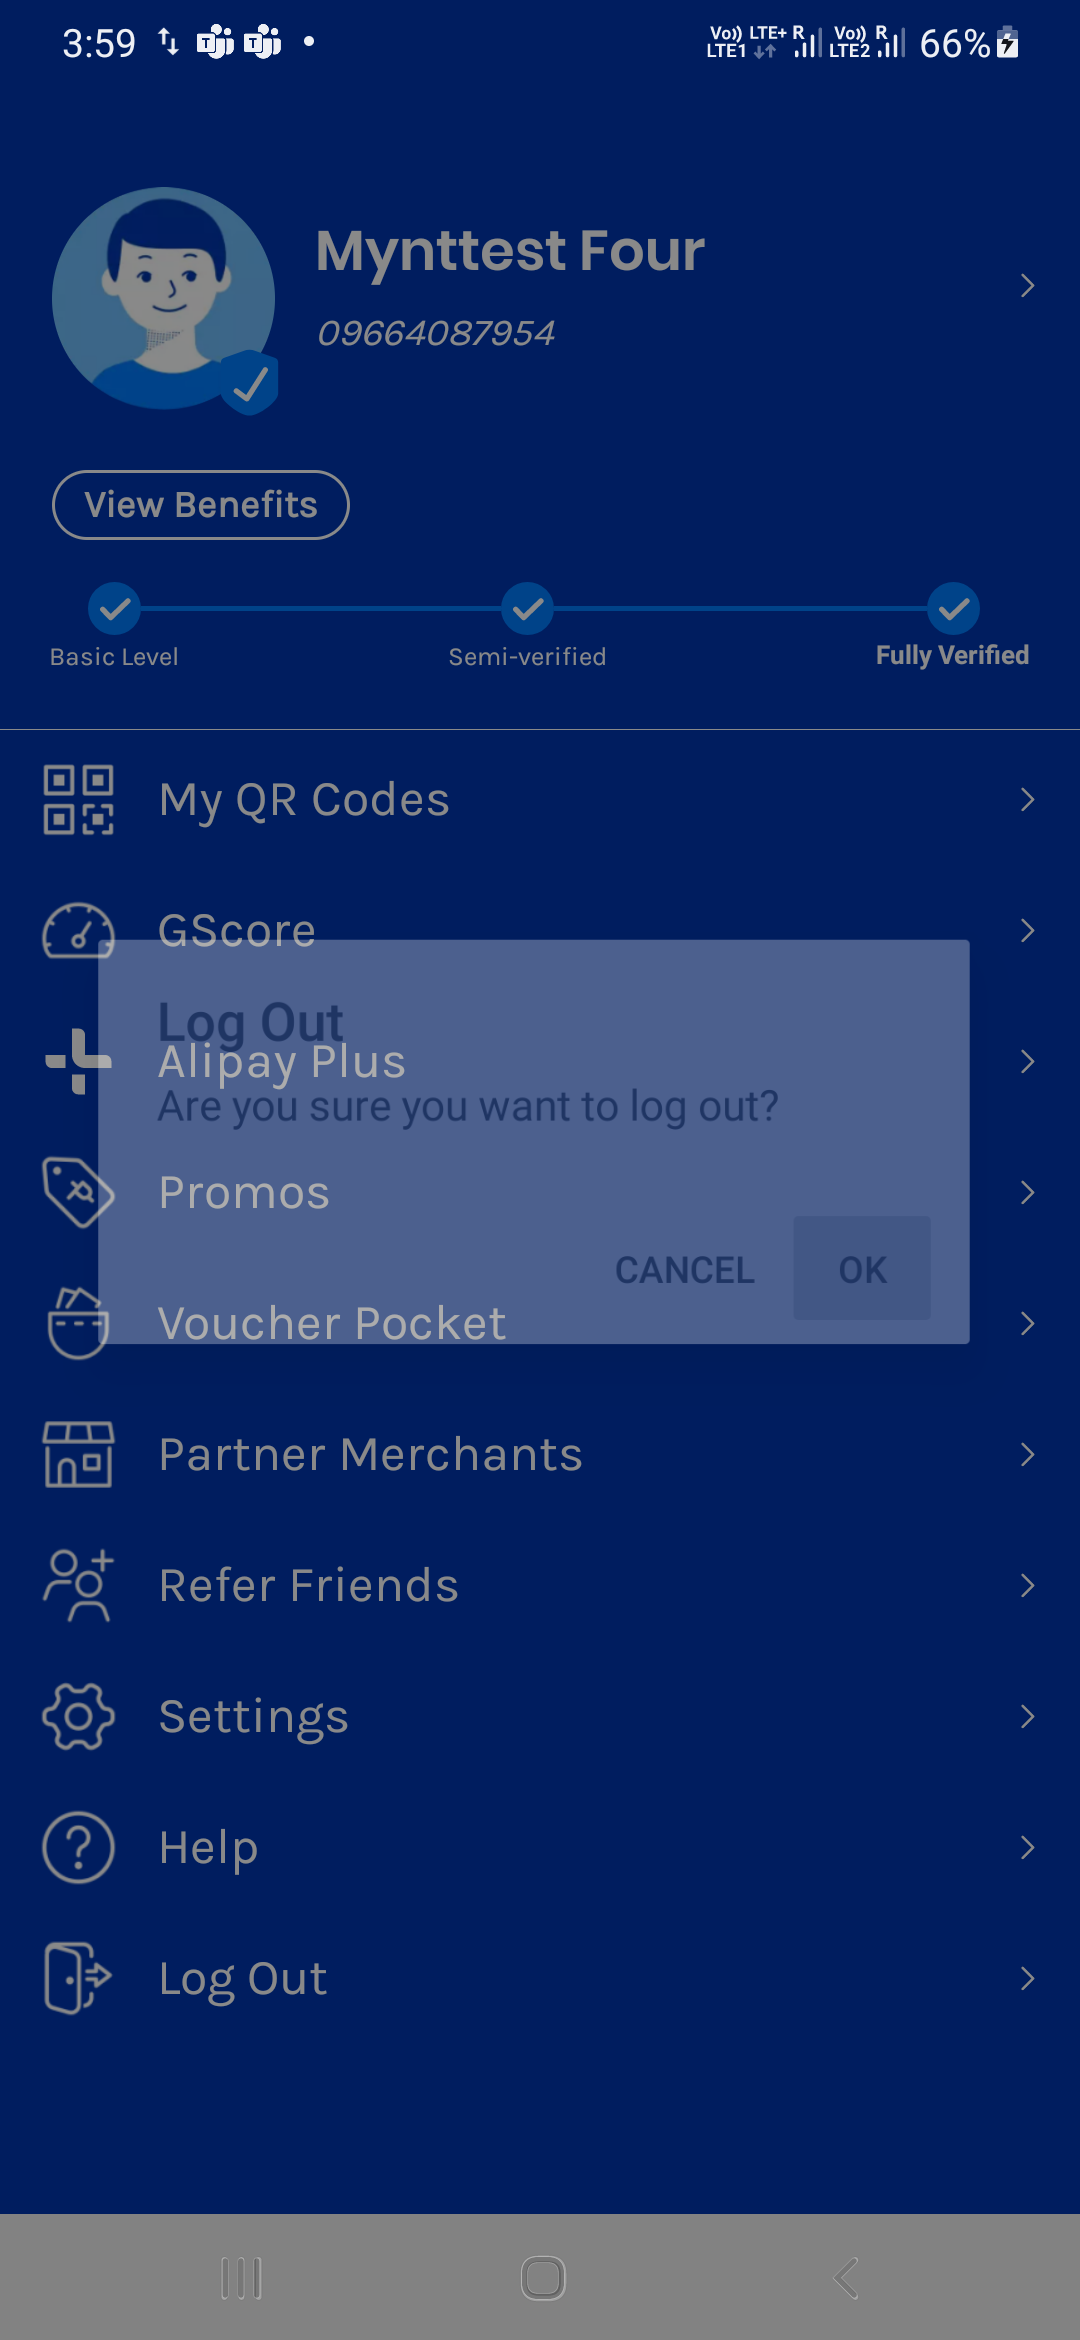 3:59
Vo)) LTE+ R Vo)) R
LTE1 LTE2 66%
Mynttest Four
09664087954
View Benefits
Basic Level Semi-verified Fully Verified
My QR Codes
GScore
Log Out
Alipay Plus
Are you sure you want to log out?
Promos
CANCEL OK
Voucher Pocket
Partner Merchants
Refer Friends
Settings
Help
Log Out